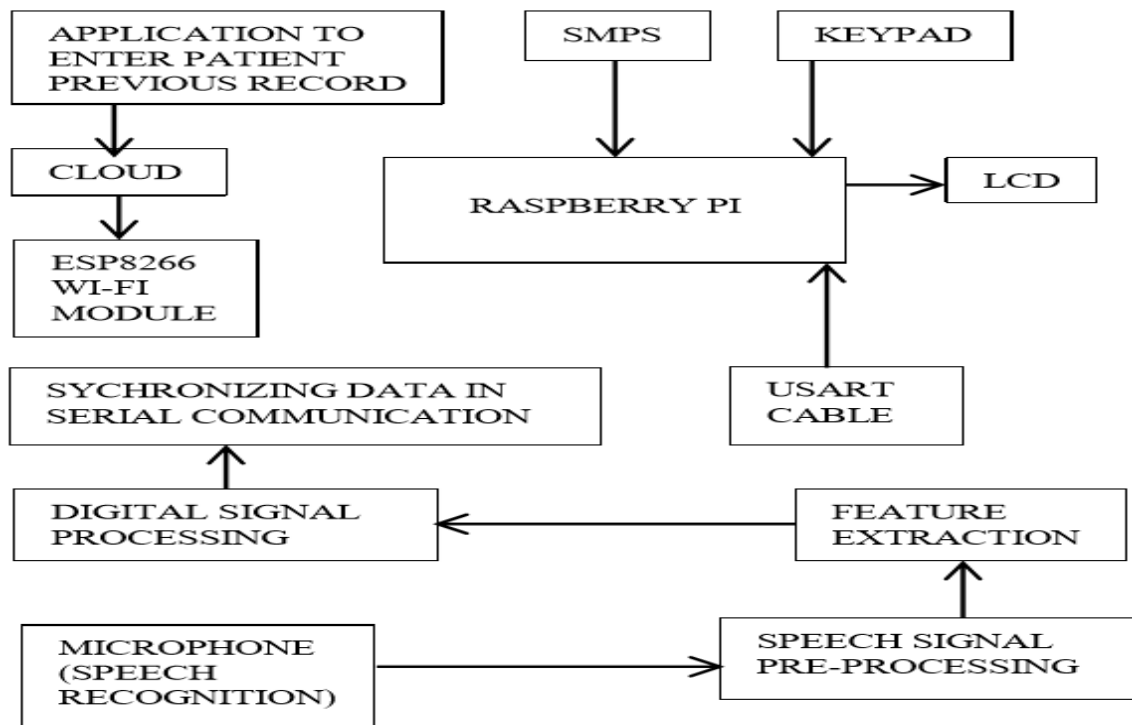 APPLICATION TO
ENTER PATIENT
PREVIOUS RECORD
SMPS
KEYPAD
CLOUD
RASPBERRY PI
LCD
ESP8266
WI-FI
MODULE
SYCHRONIZING DATA IN
SERIAL COMMUNICATION
USART
CABLE
DIGITAL SIGNAL
PROCESSING
FEATURE
EXTRACTION
MICROPHONE
(SPEECH
RECOGNITION)
SPEECH SIGNAL
PRE-PROCESSING